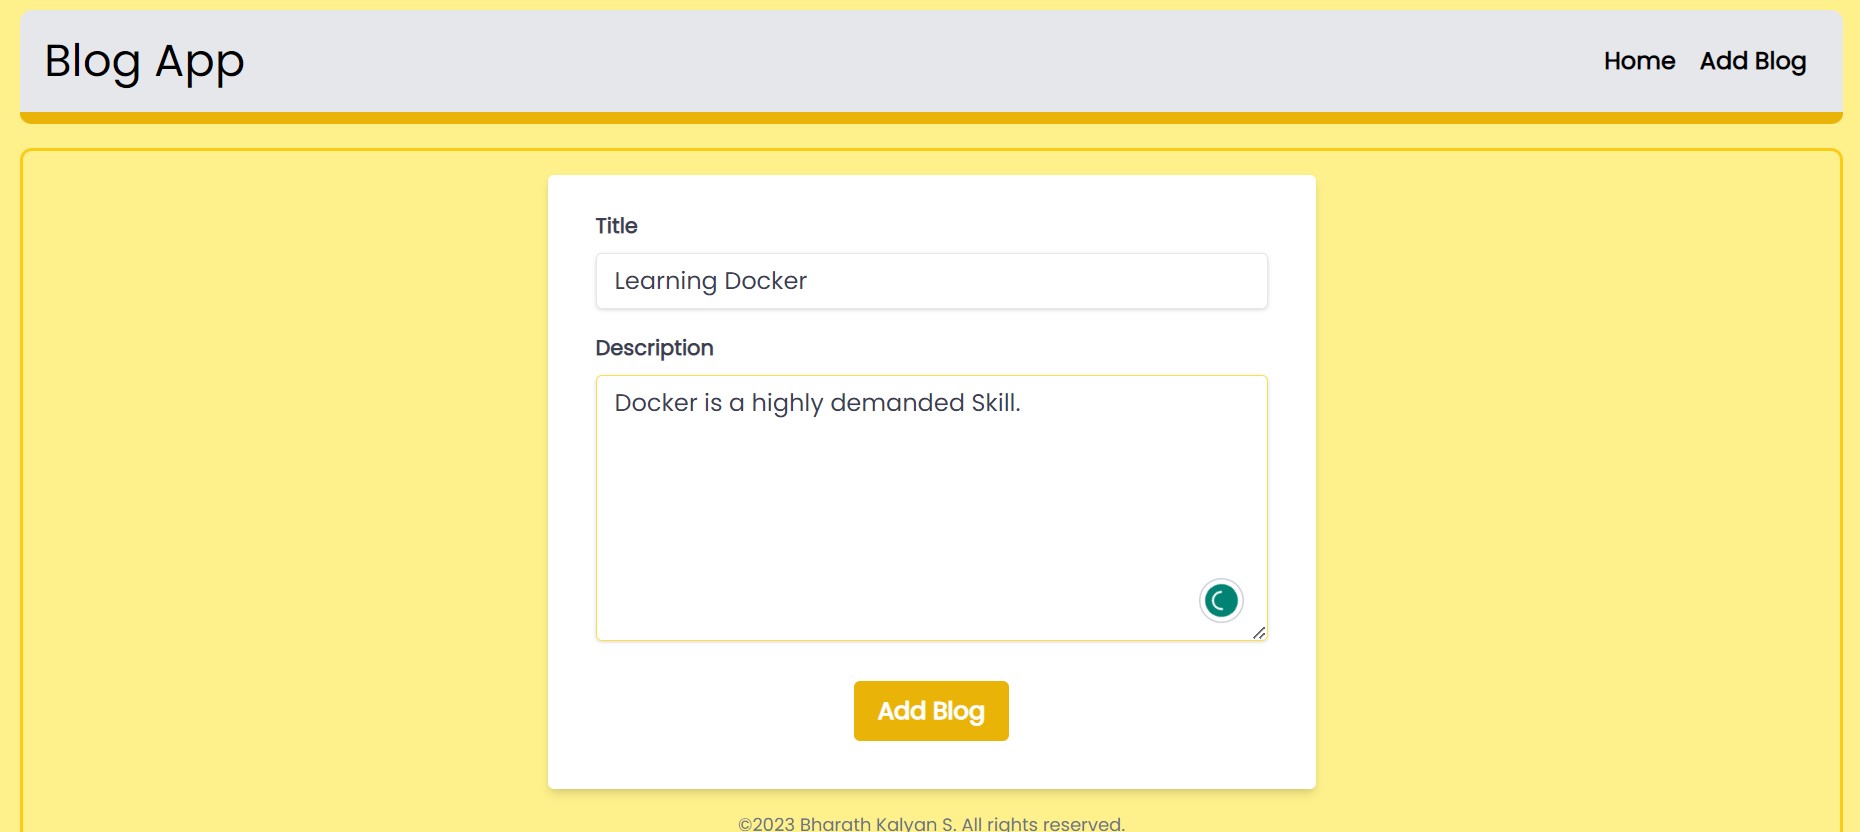 Blog App
Home Add Blog
Title
Learning Docker
Description
Docker is a highly demanded Skill.
Add Blog
©2023 Bharath Kalyan S. All rights reserved.